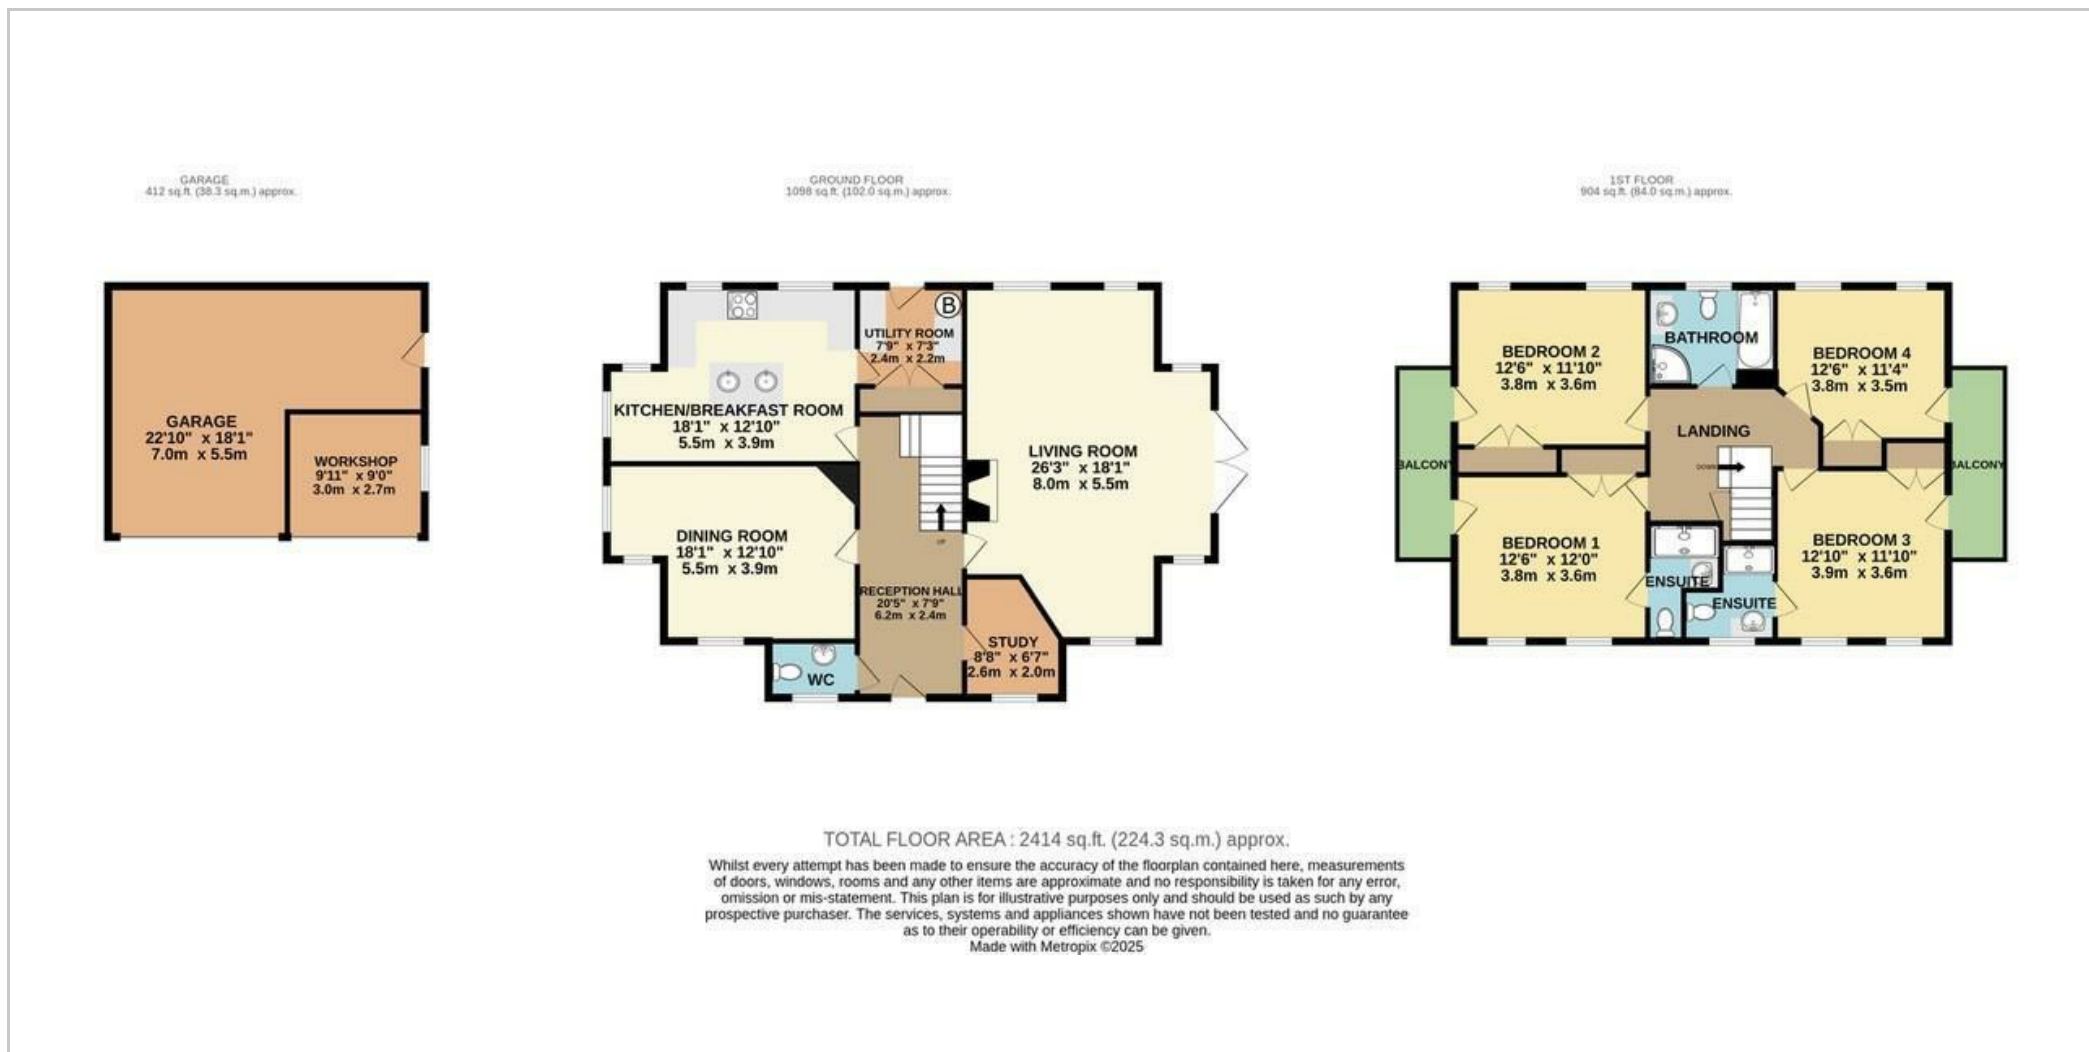 GARAGE
412 sq.ft. (38.3 sq.m.) approx.
GROUND FLOOR
1098 sq.ft. (102.0 sq.m.) approx.
1ST FLOOR
904 sq.ft. (84.0 sq.m.) approx.
GARAGE
22'10" x 18'1"
7.0m x 5.5m
WORKSHOP
9'11" x 9'0"
3.0m x 2.7m
B
UTILITY ROOM
7'9" x 7'3"
2.4m x 2.2m
KITCHEN/BREAKFAST ROOM
18'1" x 12'10"
5.5m x 3.9m
LIVING ROOM
26'3" x 18'1"
8.0m x 5.5m
DINING ROOM
18'1" x 12'10"
5.5m x 3.9m
UP
RECEPTION HALL
20'5" x 7'9"
6.2m x 2.4m
STUDY
8'8" x 6'7"
2.6m x 2.0m
WC
BATHROOM
BEDROOM 2
12'6" x 11'10"
3.8m x 3.6m
BEDROOM 4
12'6" x 11'4"
3.8m x 3.5m
LANDING
BALCONY
DOWN
BALCONY
BEDROOM 1
12'6" x 12'0"
3.8m x 3.6m
BEDROOM 3
12'10" x 11'10"
3.9m x 3.6m
ENSUITE
ENSUITE
TOTAL FLOOR AREA : 2414 sq.ft. (224.3 sq.m.) approx.
Whilst every attempt has been made to ensure the accuracy of the floorplan contained here, measurements
of doors, windows, rooms and any other items are approximate and no responsibility is taken for any error,
omission or mis-statement. This plan is for illustrative purposes only and should be used as such by any
prospective purchaser. The services, systems and appliances shown have not been tested and no guarantee
as to their operability or efficiency can be given.
Made with Metropix ©2025